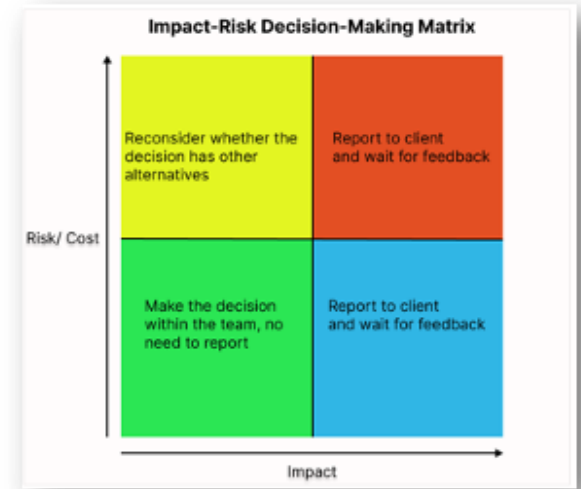 Impact-Risk Decision-Making Matrix
Reconsider whether the
decision has other
alternatives
Report to client
and wait for feedback
Risk/ Cost
Make the decision
within the team, no
need to report
Report to client
and wait for feedback
Impact